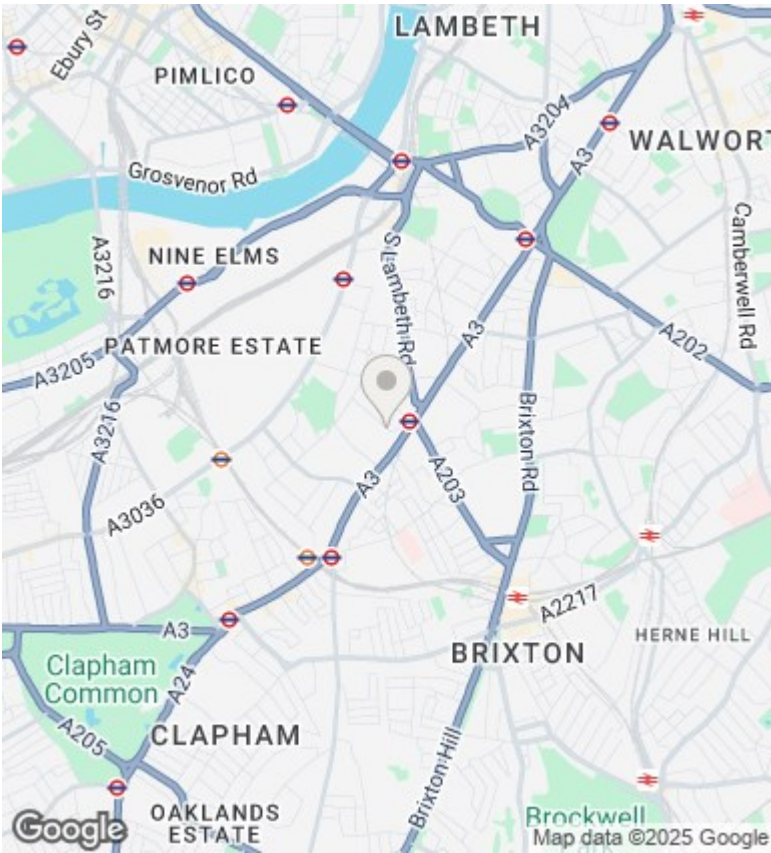 LAMBETH
Ebury St
PIMLICO
A3204
A3
WALWORT
Grosvenor Rd
A3216
NINE ELMS
S Lambeth Rd
Camberwell Rd
A3
A202
PATMORE ESTATE
A3205
A3216
Brixton Rd
A3
A203
A3036
A2217
A3
BRIXTON
HERNE HILL
Clapham
Common
A24
A205
CLAPHAM
Brixton Hill
OAKLANDS
ESTATE
Brockwell
Google
Map data ©2025 Google